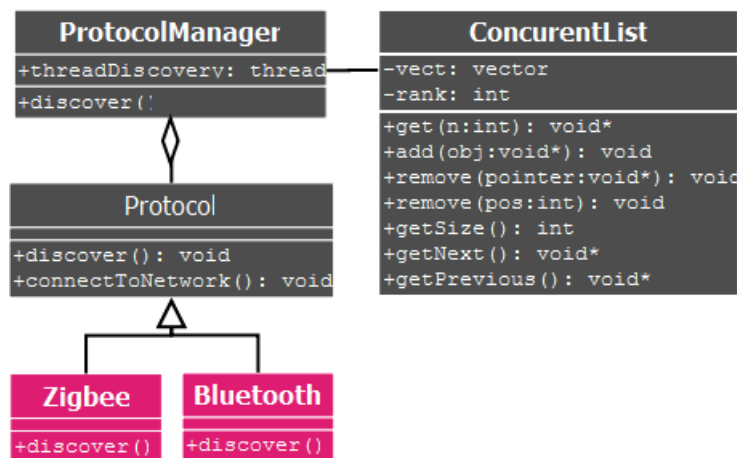 ProtocolManager
+threadDiscovery: thread
+discover()
ConcurentList
-vect: vector
-rank: int
+get(n:int): void*
+add(obj:void*): void
+remove(pointer:void*): void
+remove(pos:int): void
+getSize(): int
+getNext(): void*
+getPrevious(): void*
Protocol
+discover(): void
+connectToNetwork(): void
Zigbee
+discover()
Bluetooth
+discover()